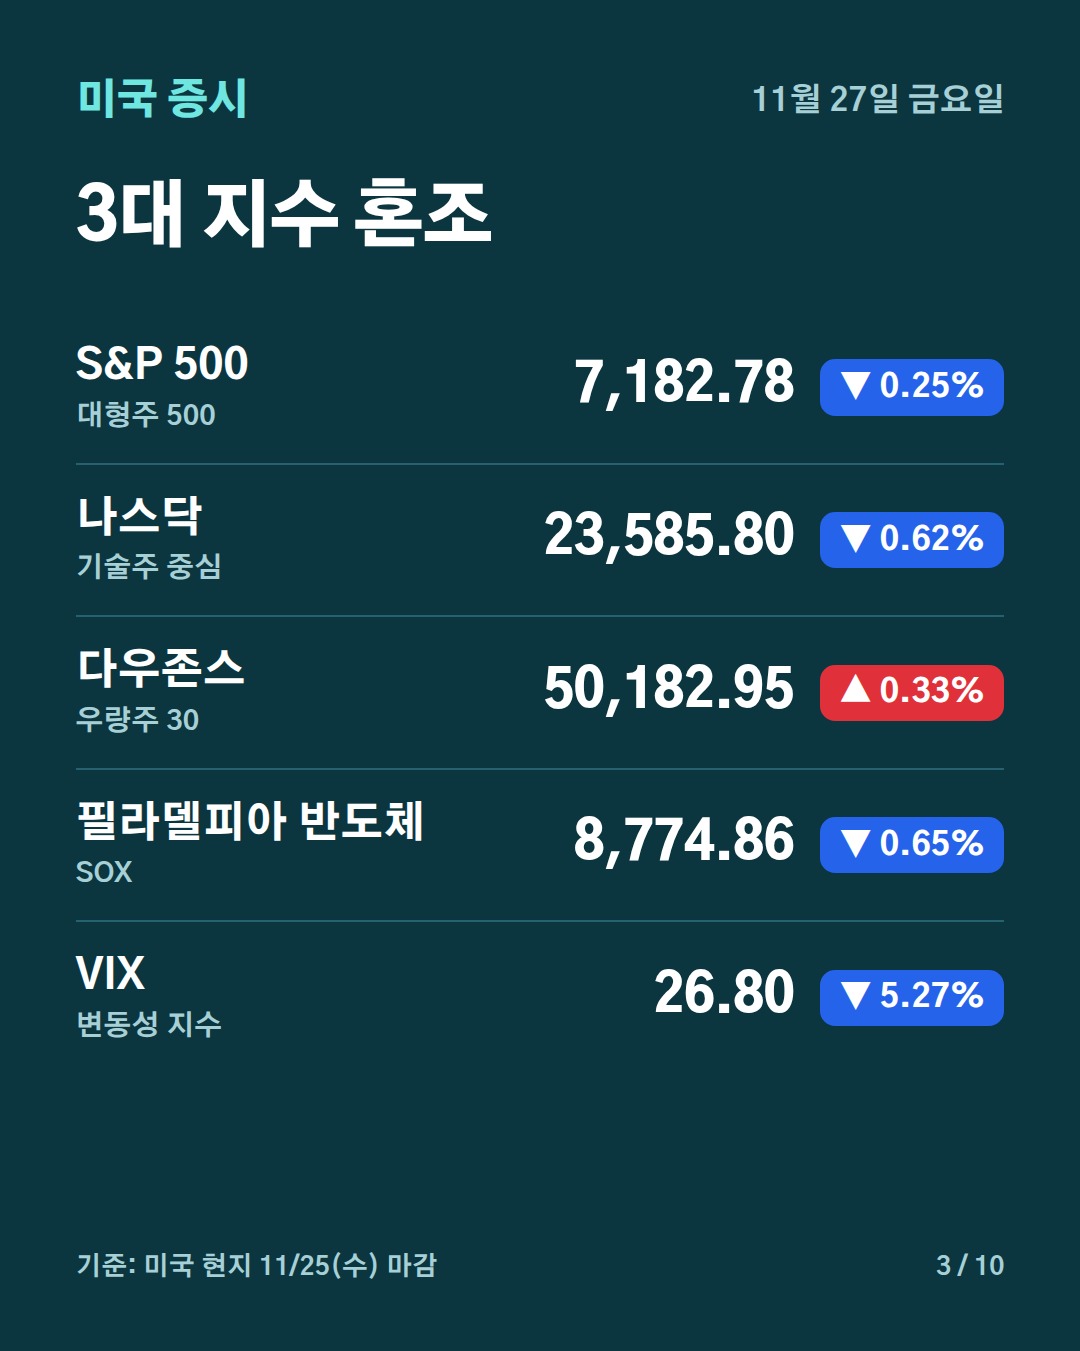 미국 증시
11월 27일 금요일
3대 지수 혼조
S&P 500
대형주 500
7,182.78
▼ 0.25%
나스닥
기술주 중심
23,585.80
▼ 0.62%
다우존스
우량주 30
50,182.95
▲ 0.33%
필라델피아 반도체
SOX
8,774.86
▼ 0.65%
VIX
변동성 지수
26.80
▼ 5.27%
기준: 미국 현지 11/25(수) 마감
3 / 10